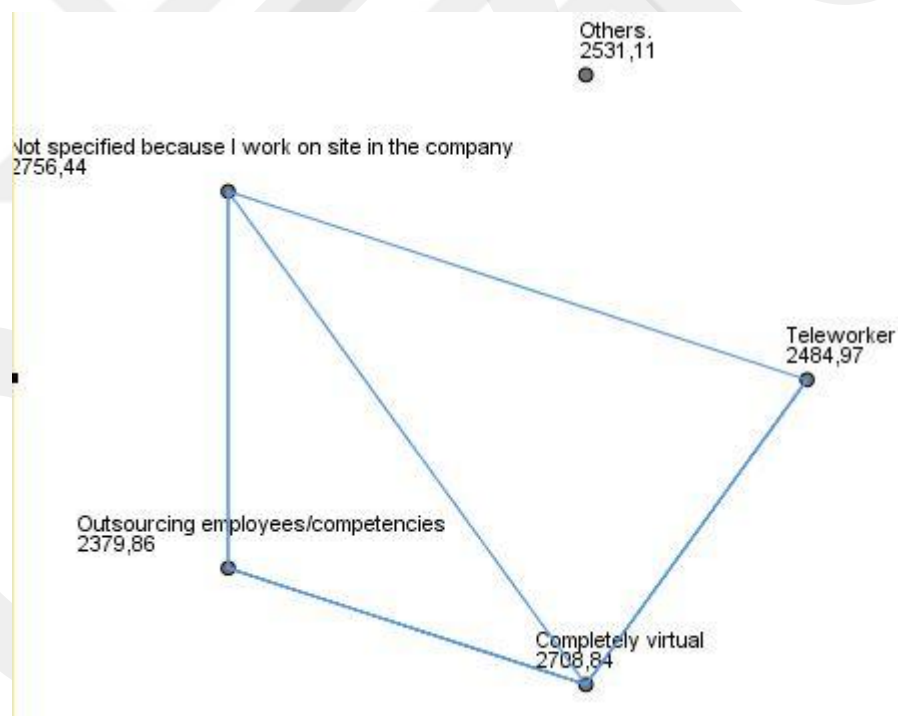 Others.
2531,11
Not specified because I work on site in the company
2756,44
Teleworker
2484,97
Outsourcing employees/competencies
2379,86
Completely virtual
2708,84